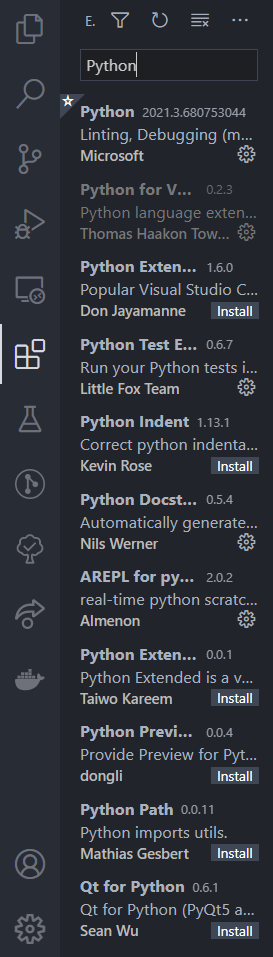 E.
Python
Python 2021.3.680753044
Linting, Debugging (m...
Microsoft
Python for V... 0.2.3
Python language exten...
Thomas Haakon Tow...
Python Exten... 1.6.0
Popular Visual Studio C...
Don Jayamanne Install
Python Test E... 0.6.7
Run your Python tests i...
Little Fox Team
Python Indent 1.13.1
Correct python indenta...
Kevin Rose Install
Python Docst... 0.5.4
Automatically generate...
Nils Werner
AREPL for py... 2.0.2
real-time python scratc...
Almenon
Python Exten... 0.0.1
Python Extended is a v...
Taiwo Kareem Install
Python Previ... 0.0.4
Provide Preview for Pyt...
dongli Install
Python Path 0.0.11
Python imports utils.
Mathias Gesbert Install
Qt for Python 0.6.1
Qt for Python (PyQt5 a...
Sean Wu Install